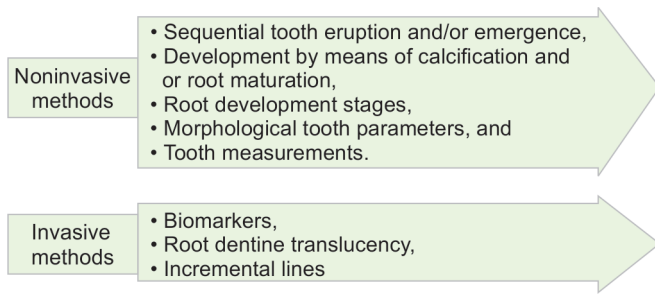 Noninvasive
methods
• Sequential tooth eruption and/or emergence,
• Development by means of calcification and
or root maturation,
• Root development stages,
• Morphological tooth parameters, and
• Tooth measurements.
Invasive
methods
• Biomarkers,
• Root dentine translucency,
• Incremental lines